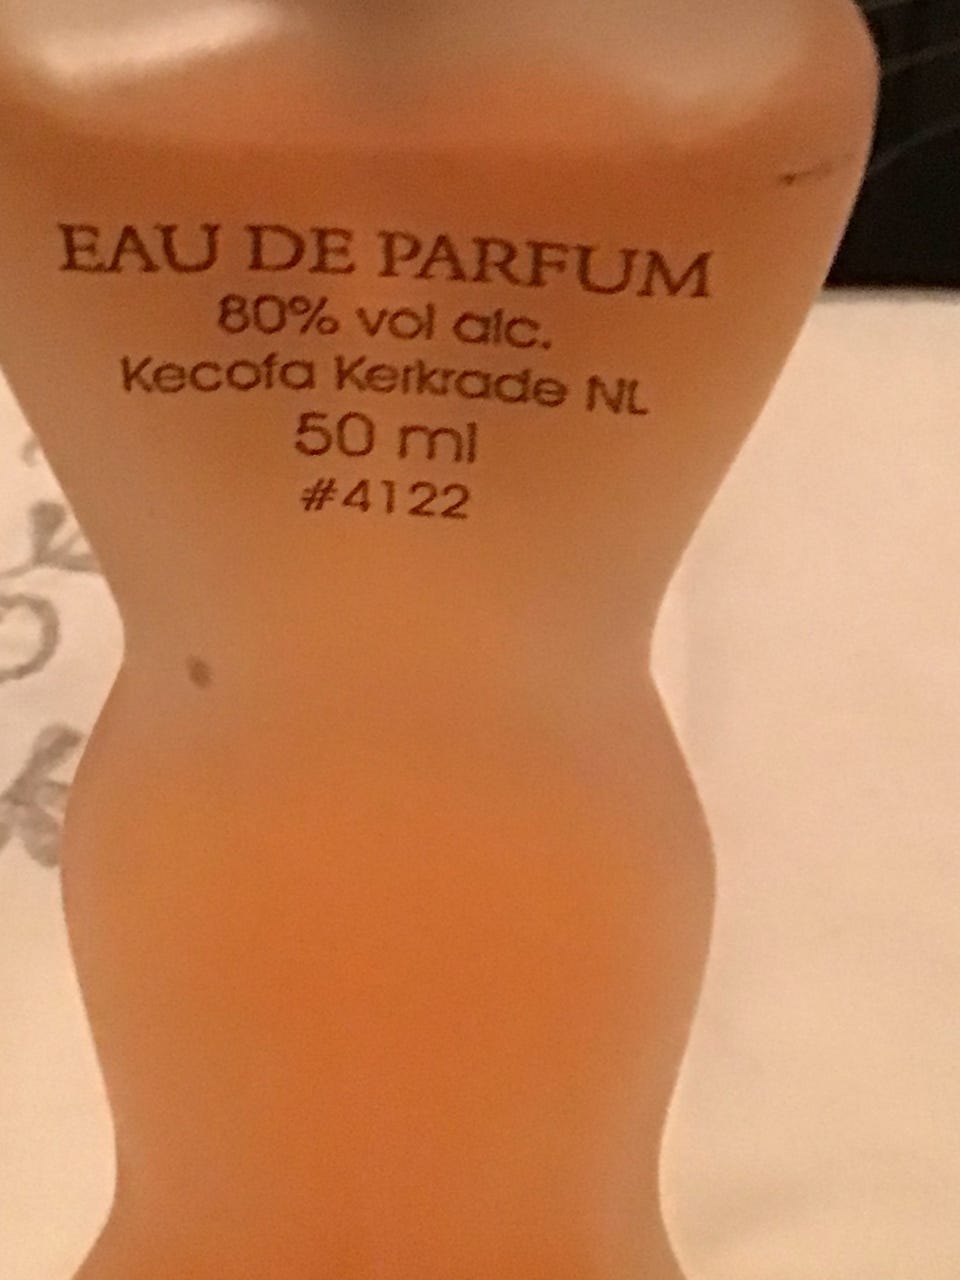 EAU DE PARFUM
80% vol alc.
Kecofa Kerkrade NL
50 ml
#4122